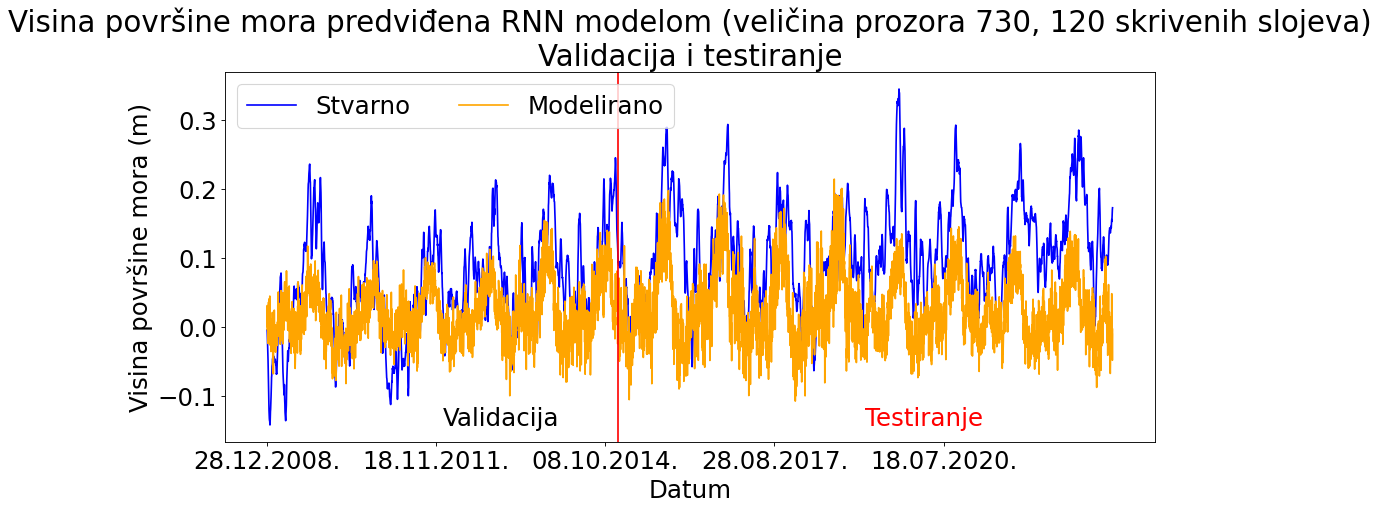 Visina površine mora predviđena RNN modelom (veličina prozora 730, 120 skrivenih slojeva)
Validacija i testiranje
Stvarno
Modelirano
Visina površine mora (m)
0.3
0.2
0.1
0.0
−0.1
Validacija
Testiranje
28.12.2008.
18.11.2011.
08.10.2014.
28.08.2017.
18.07.2020.
Datum